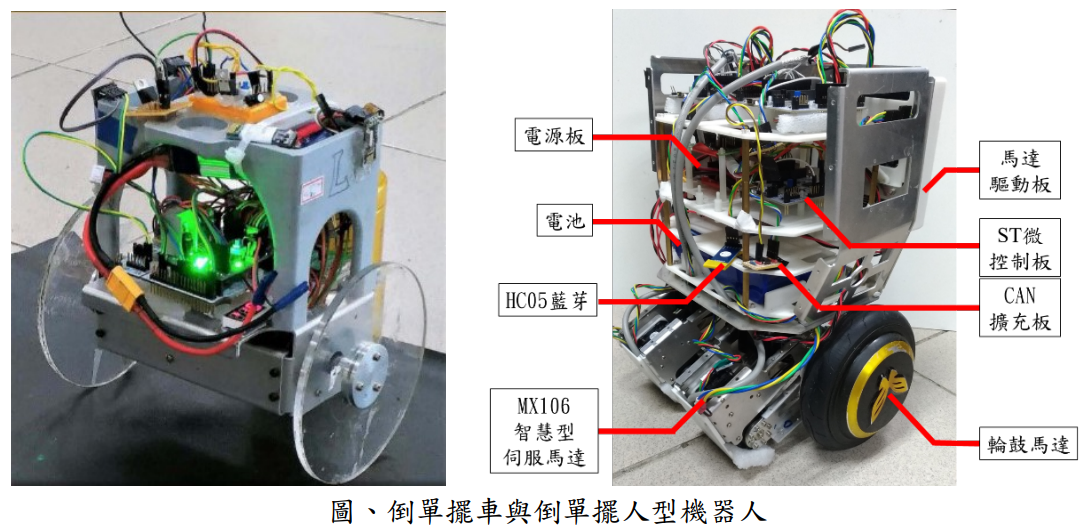 電源板
電池
HC05藍芽
MX106
智慧型
伺服馬達
馬達
驅動板
ST微
控制板
CAN
擴充板
輪鼓馬達
L
圖、倒單擺車與倒單擺人型機器人